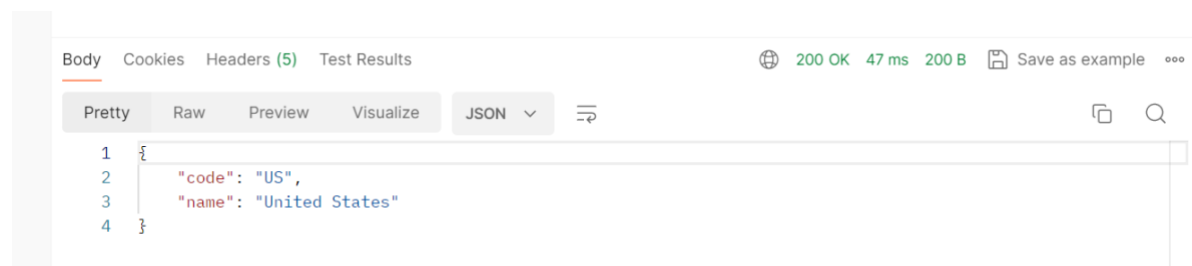 Body Cookies Headers (5) Test Results 200 OK 47 ms 200 B Save as example
Pretty Raw Preview Visualize JSON
1 {
2 "code": "US",
3 "name": "United States"
4 }